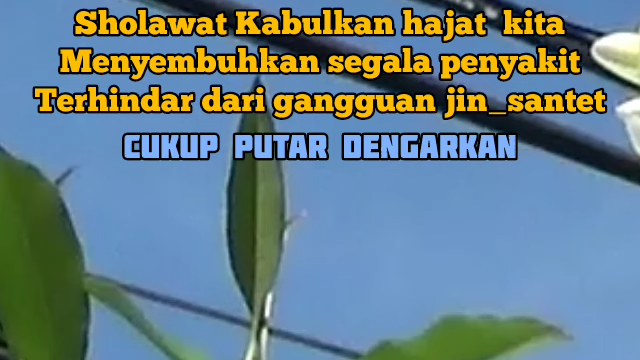 Sholawat Kabulkan hajat kita
Menyembuhkan segala penyakit
Terhindar dari gangguan jin_santet
CUKUP PUTAR DENGARKAN